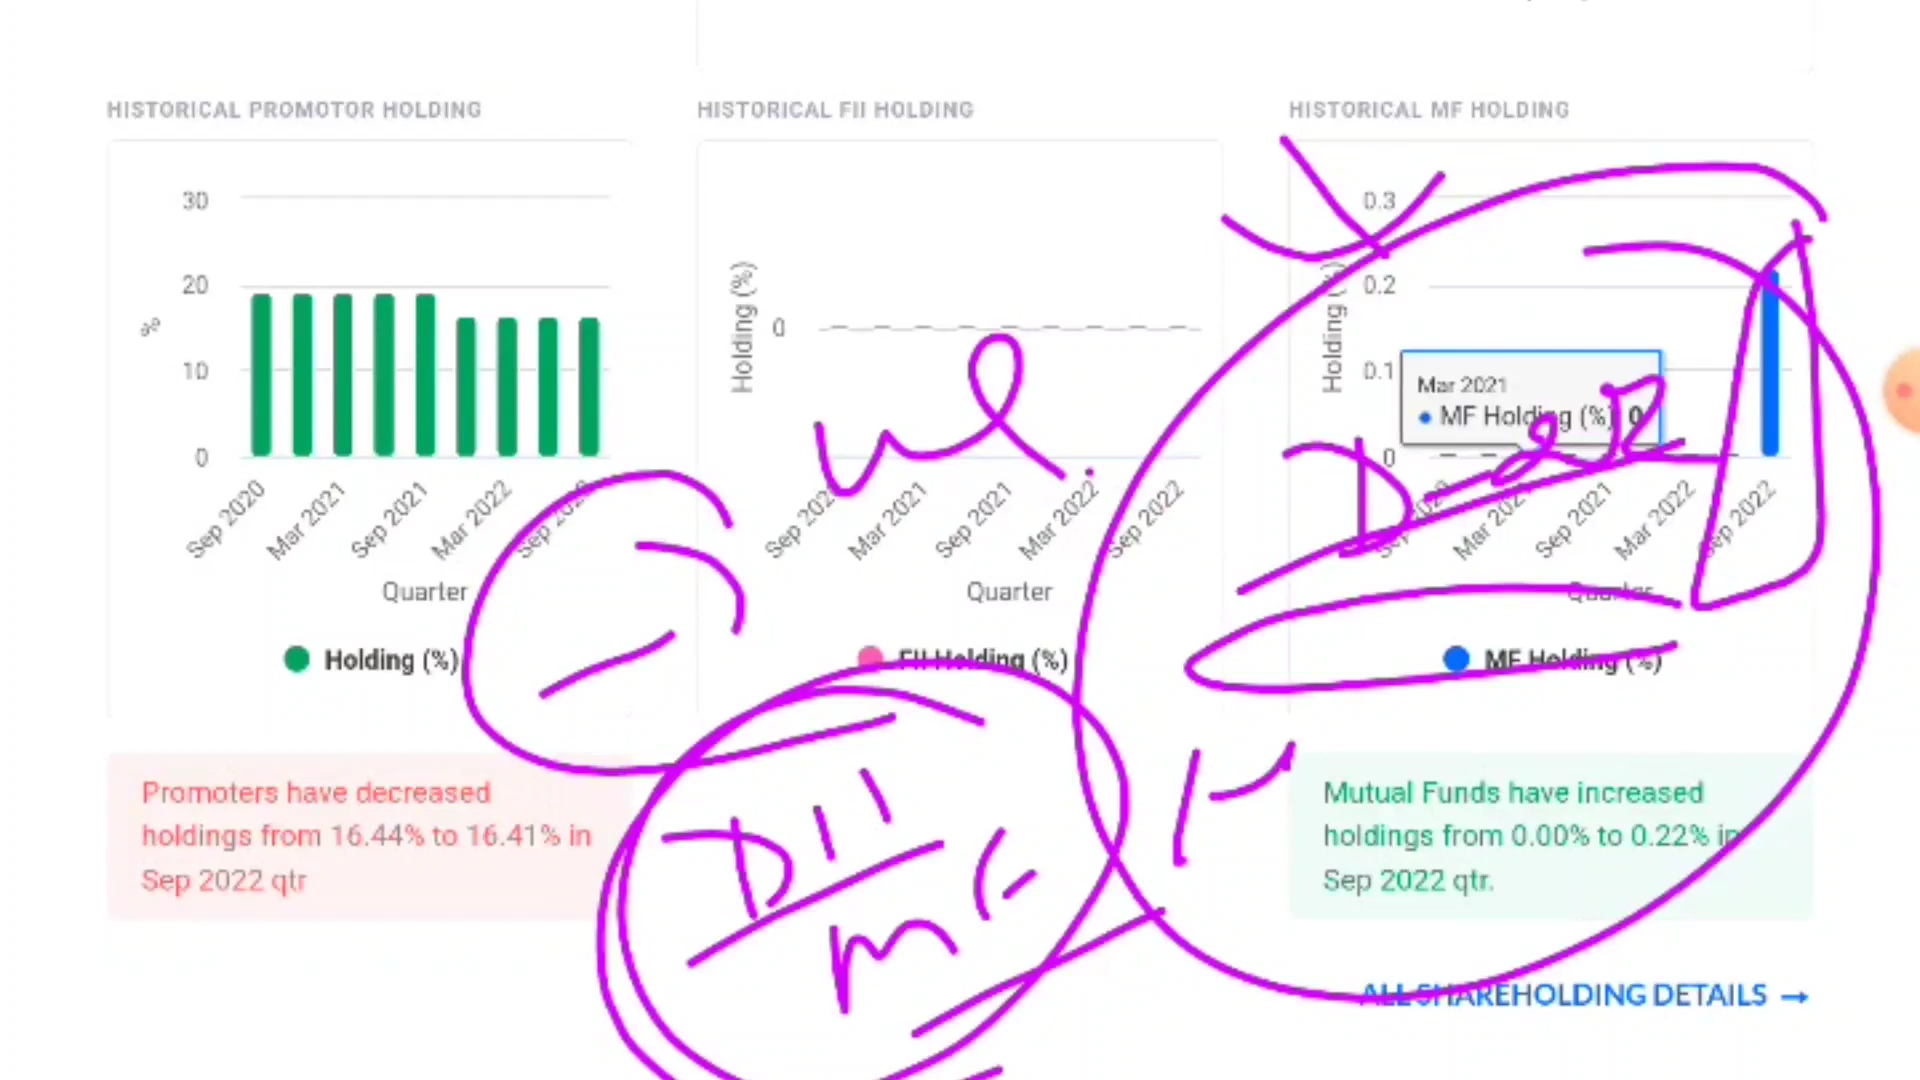 HISTORICAL PROMOTOR HOLDING
30
20
%
10
0
Sep 2020
Mar 2021
Sep 2021
Mar 2022
Quarter
Holding (%)
Promoters have decreased
holdings from 16.44% to 16.41% in
Sep 2022 qtr
HISTORICAL FII HOLDING
Holding (%)
0
Mar 2021
Sep 2021
Mar 2022
Sep 2022
Quarter
FII Holding (%)
DII
MF
HISTORICAL MF HOLDING
0.3
0.2
0.1
0
Holding
Mar 2021
MF Holding (%) 0
Mar 2021
Sep 2021
Mar 2022
Sep 2022
Quarter
MF Holding (%)
Mutual Funds have increased
holdings from 0.00% to 0.22% in
Sep 2022 qtr.
ALL SHAREHOLDING DETAILS →